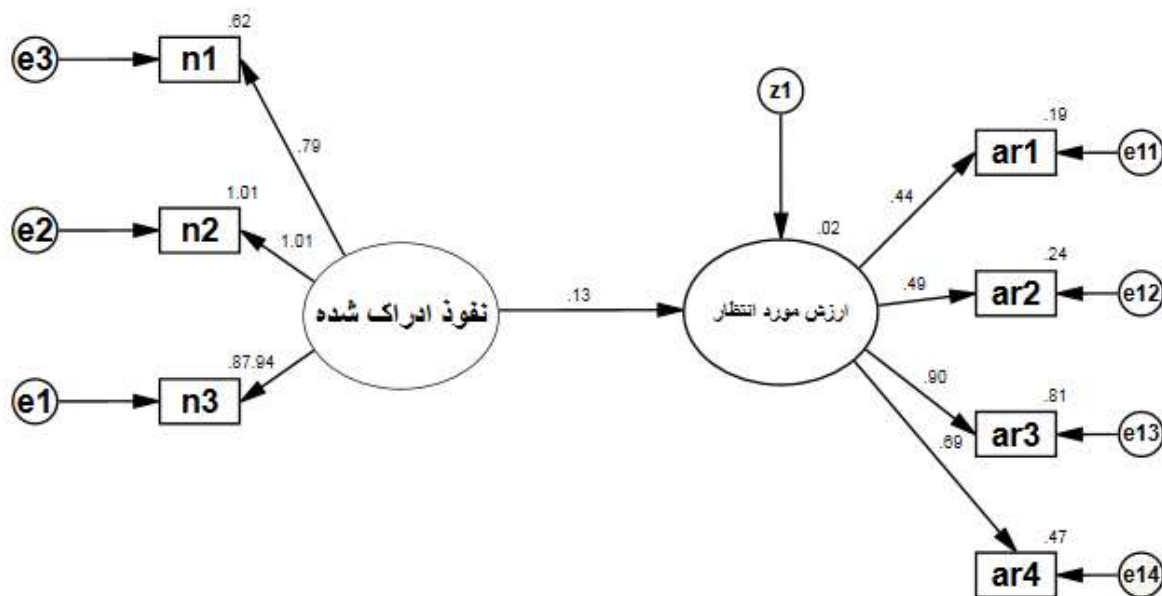 .62
e3
n1
z1
.19
ar1
e11
.79
.44
1.01
e2
n2
1.01
.02
.24
.49
ar2
e12
نفوذ ادراک شده
.13
ارزش مورد انتظار
.87
.94
e1
n3
.90
.81
ar3
e13
.69
.47
ar4
e14